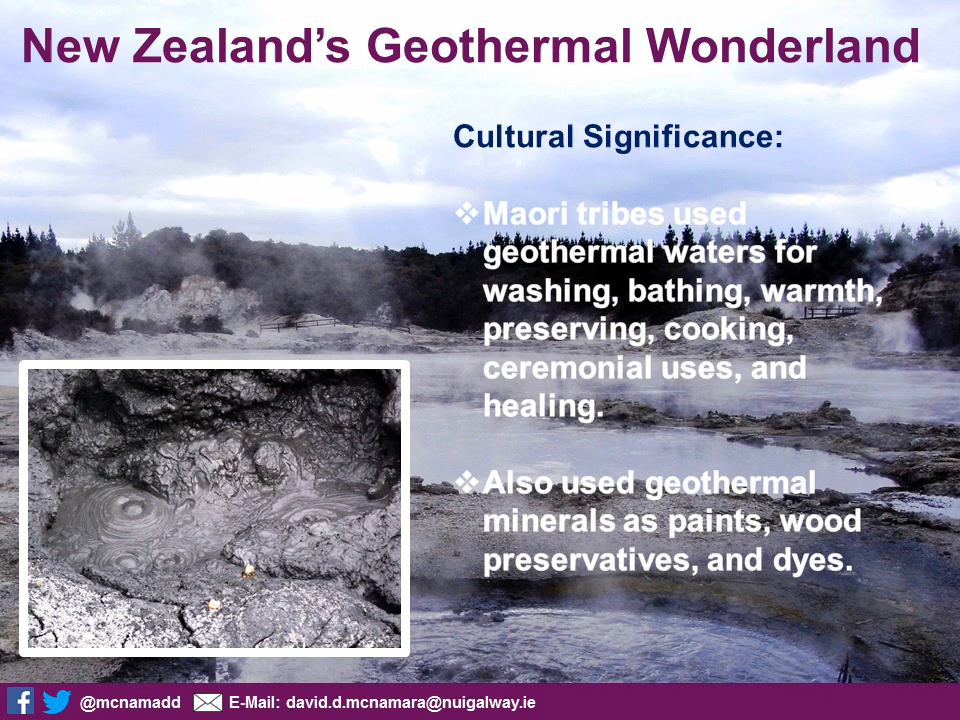 New Zealand’s Geothermal Wonderland
Cultural Significance:
❖ Maori tribes used
geothermal waters for
washing, bathing, warmth,
preserving, cooking,
ceremonial uses, and
healing.
❖ Also used geothermal
minerals as paints, wood
preservatives, and dyes.
@mcnamadd E-Mail: david.d.mcnamara@nuigalway.ie